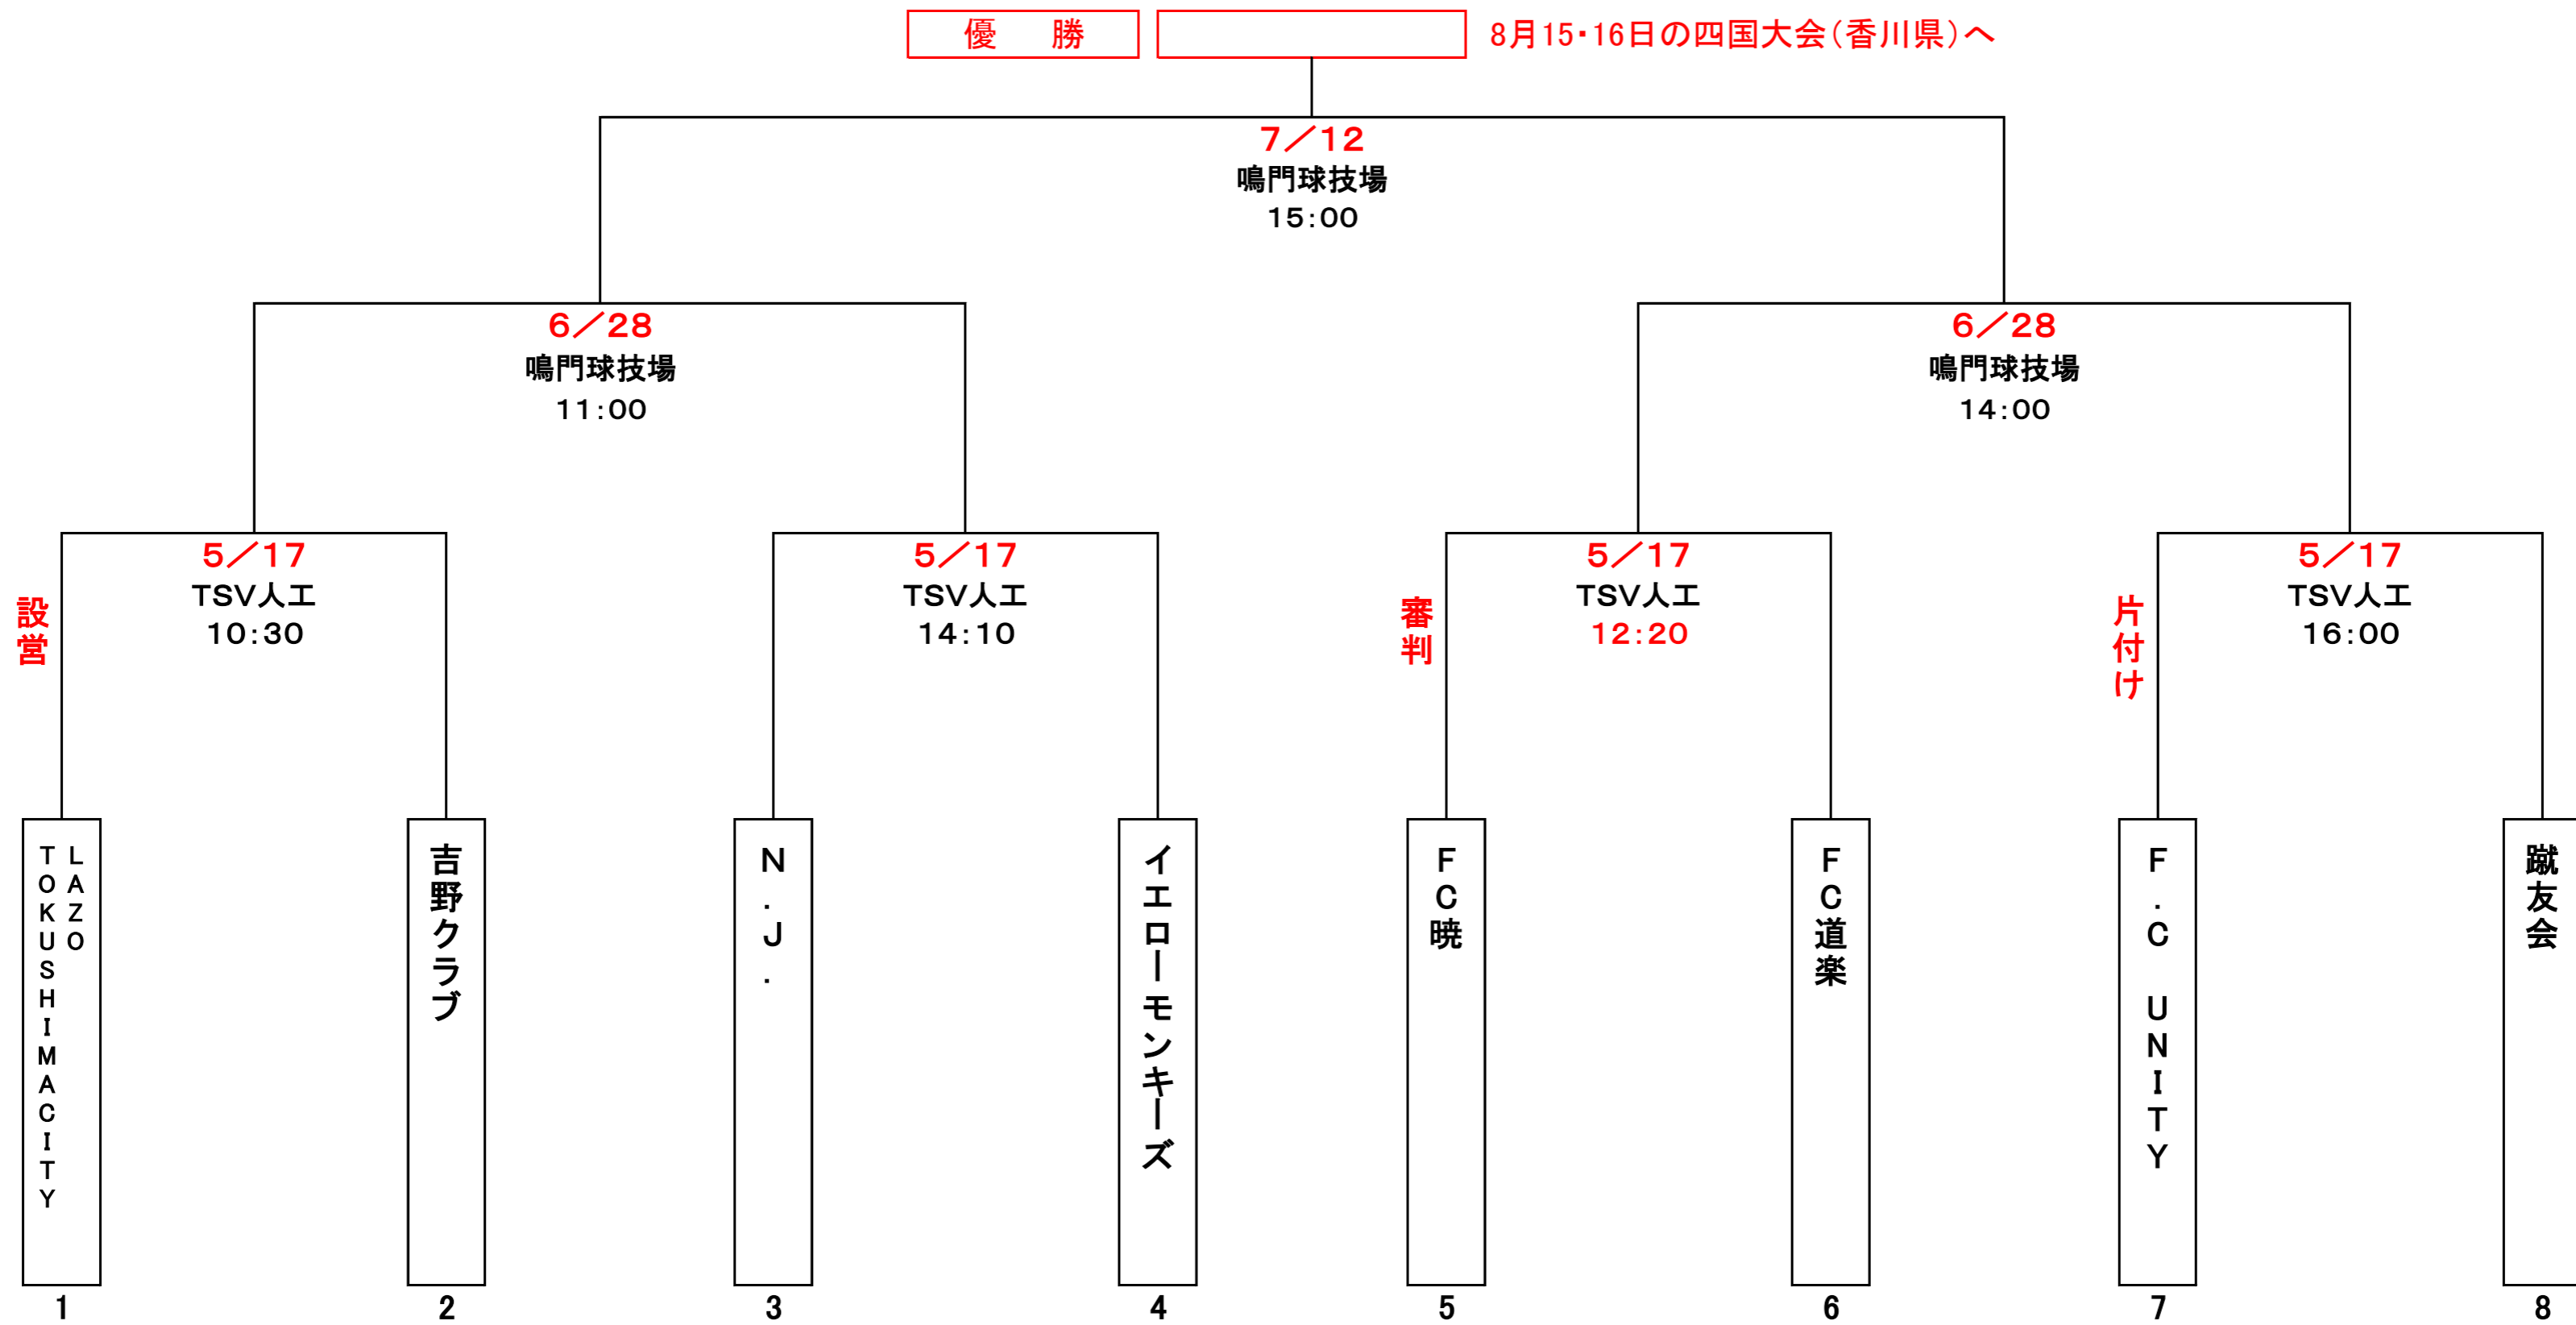 優　勝
8月15・16日の四国大会（香川県）へ
7／12
鳴門球技場
15：00
6／28
鳴門球技場
11：00
6／28
鳴門球技場
14：00
設営
5／17
TSV人工
10：30
5／17
TSV人工
14：10
審判
5／17
TSV人工
12：20
片付け
5／17
TSV人工
16：00
LAZO
TOKUSHIMACITY
吉野クラブ
N.J.
イエローモンキーズ
FC暁
FC道楽
F.C UNITY
蹴友会
1
2
3
4
5
6
7
8